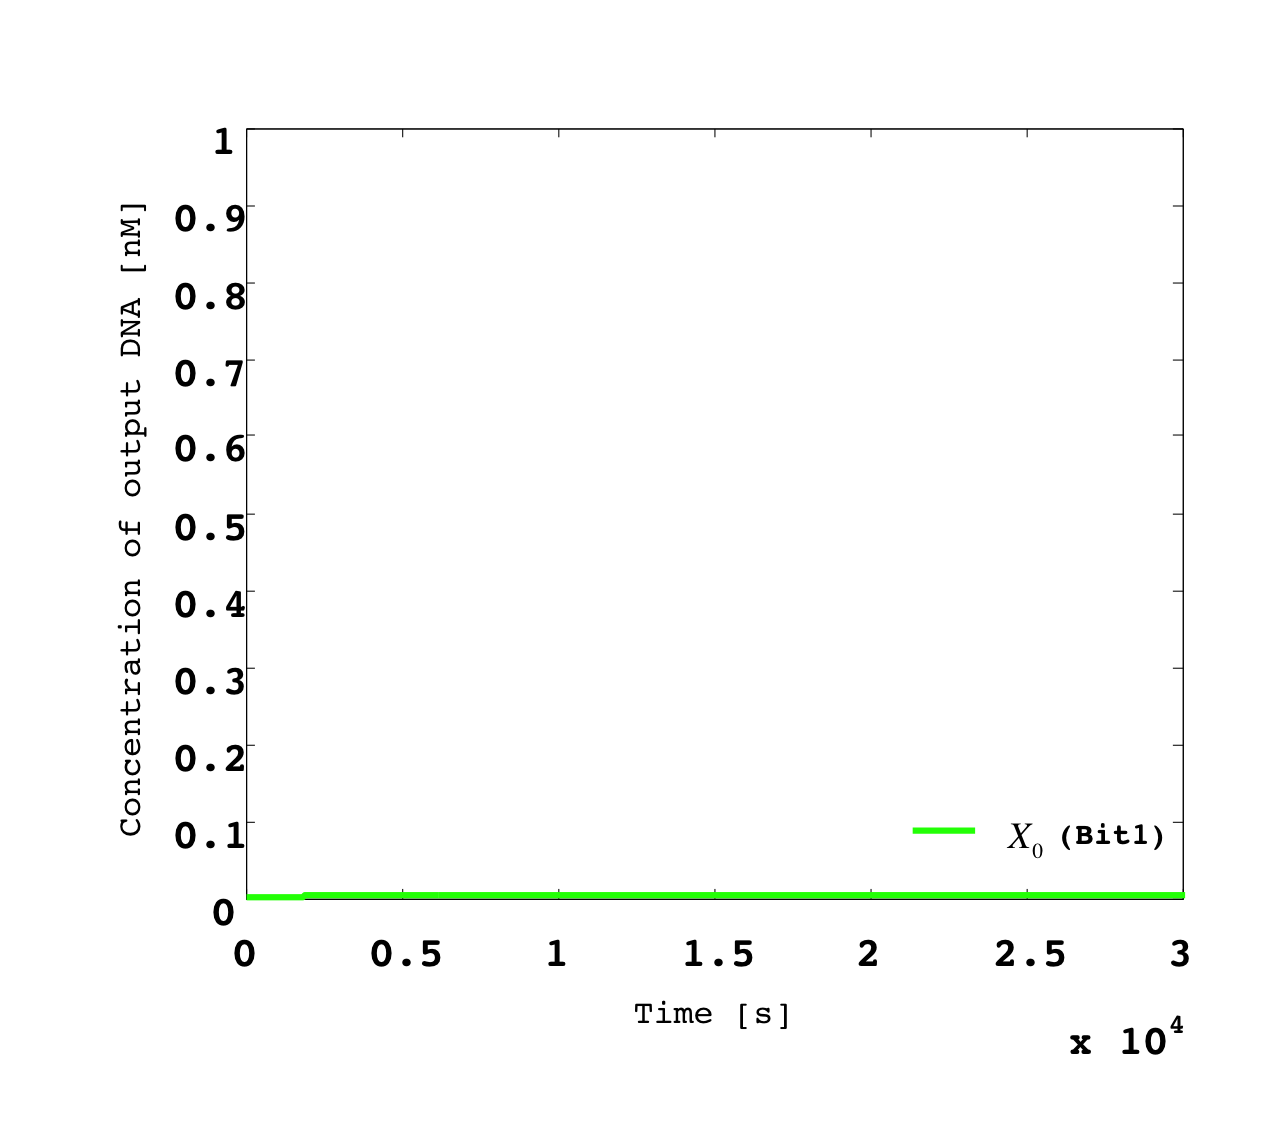 Concentration of output DNA [nM]
1
0.9
0.8
0.7
0.6
0.5
0.4
0.3
0.2
0.1
0
X₀ (Bit1)
0 0.5 1 1.5 2 2.5 3
Time [s]
x 10⁴